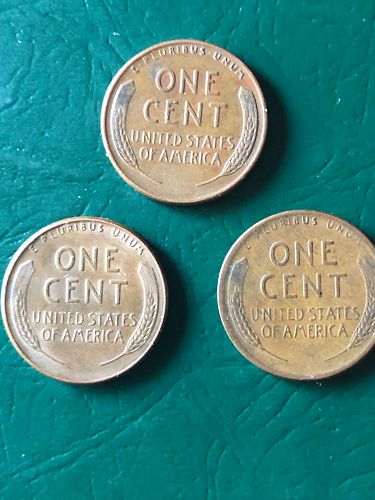 E·PLURIBUS·UNUM
ONE
CENT
UNITED STATES
OF AMERICA
E·PLURIBUS·UNUM
ONE
CENT
UNITED STATES
OF AMERICA
E·PLURIBUS·UNUM
ONE
CENT
UNITED STATES
OF AMERICA